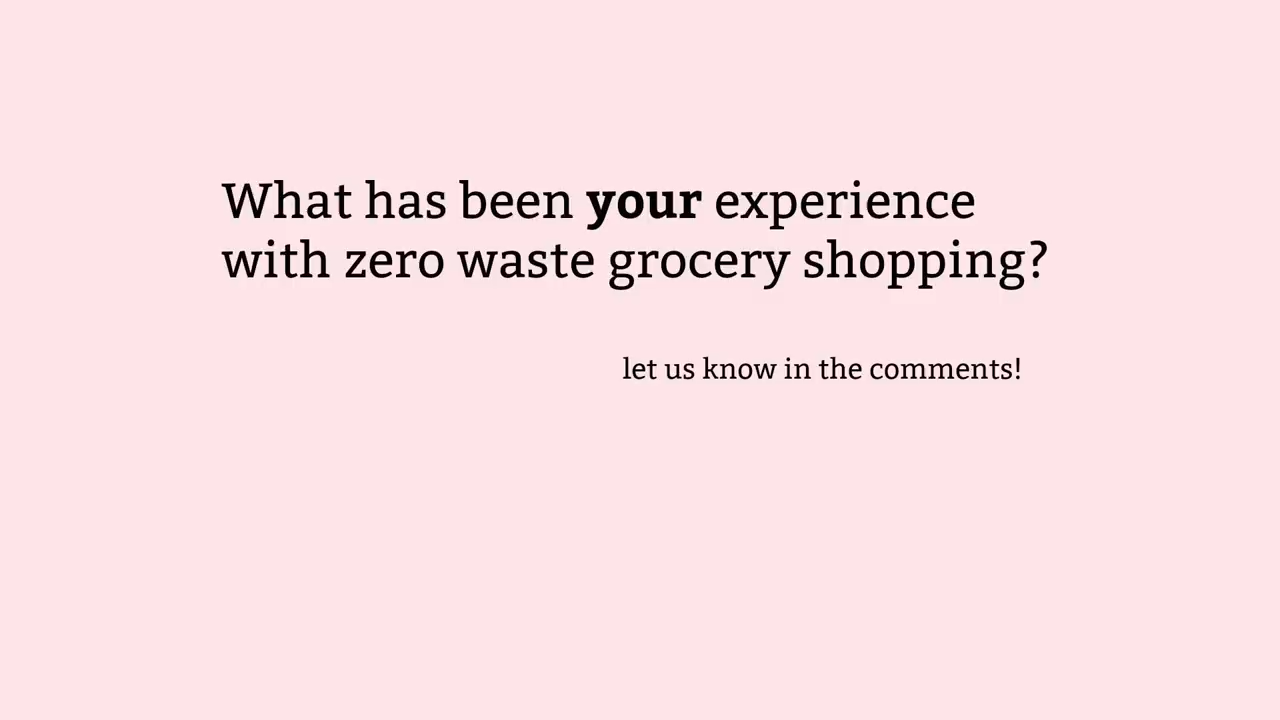 What has been your experience
with zero waste grocery shopping?
let us know in the comments!